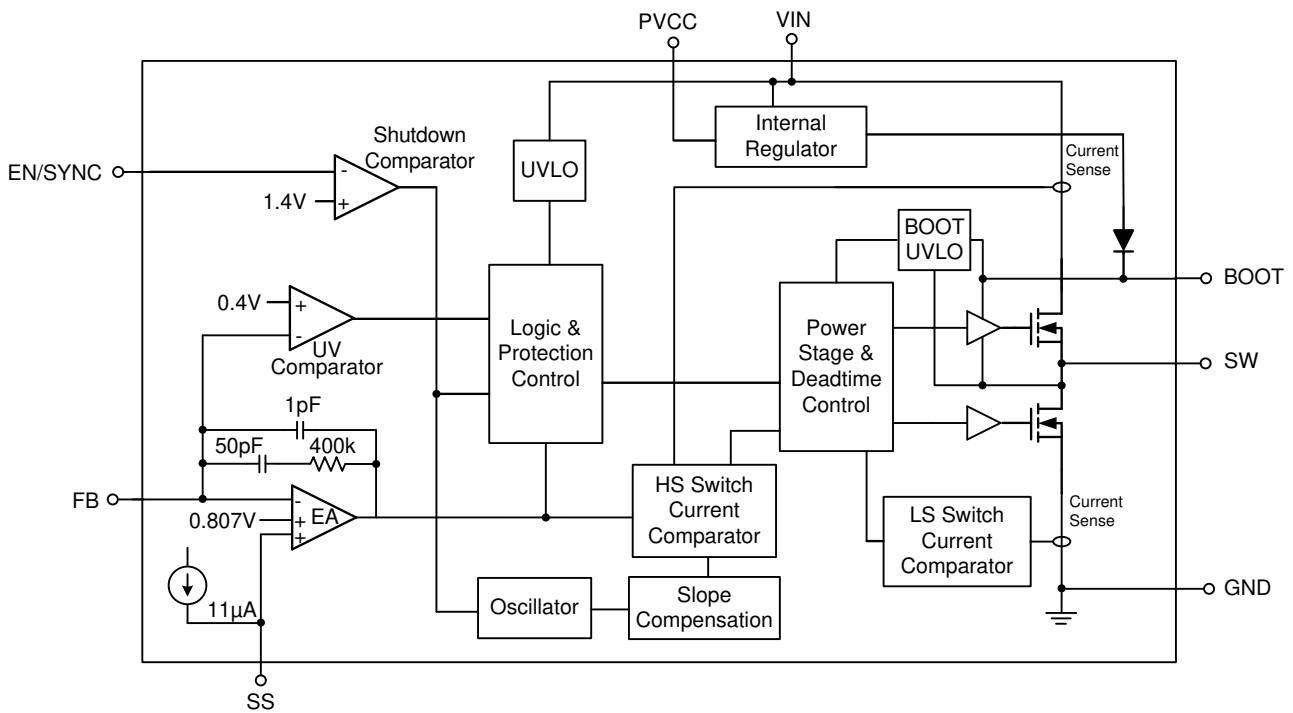 PVCC
VIN
EN/SYNC
Shutdown
Comparator
-
1.4V
+
UVLO
Internal
Regulator
Current
Sense
BOOT
UVLO
BOOT
0.4V
+
-
UV
Comparator
Logic &
Protection
Control
Power
Stage &
Deadtime
Control
SW
1pF
50pF
400k
FB
-
0.807V
+
+
EA
HS Switch
Current
Comparator
LS Switch
Current
Comparator
Current
Sense
11µA
Oscillator
Slope
Compensation
GND
SS